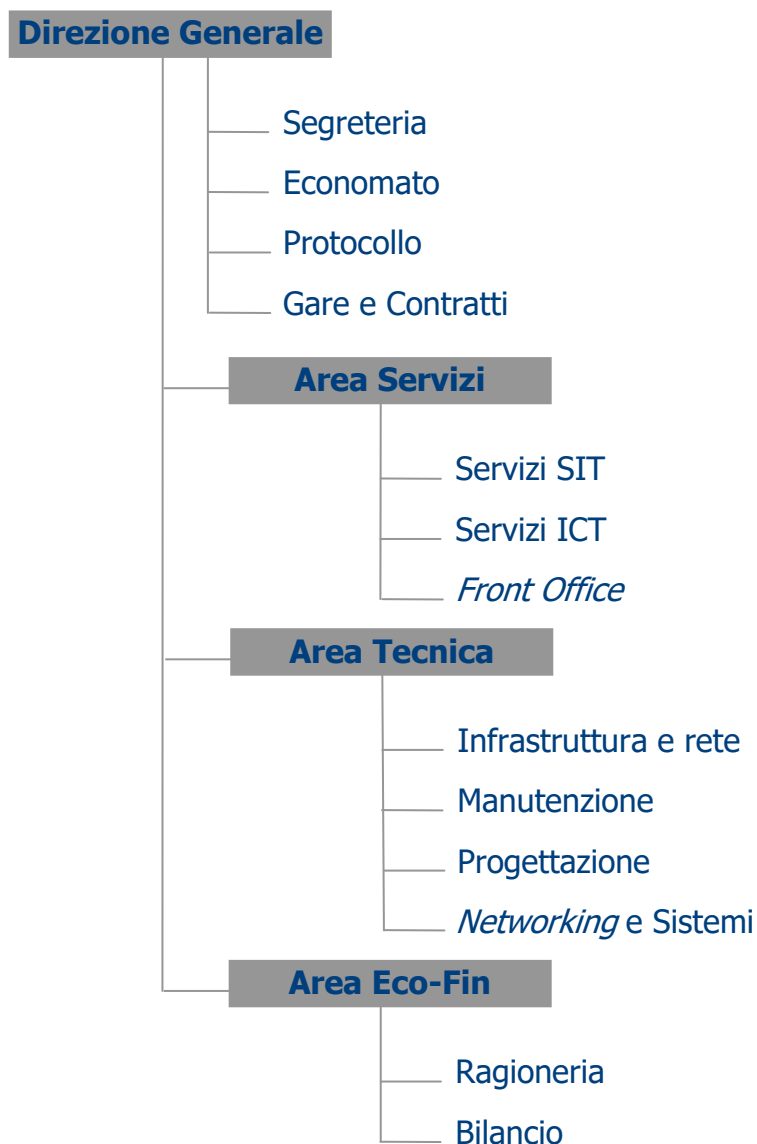 Direzione Generale
Segreteria
Economato
Protocollo
Gare e Contratti
Area Servizi
Servizi SIT
Servizi ICT
Front Office
Area Tecnica
Infrastruttura e rete
Manutenzione
Progettazione
Networking e Sistemi
Area Eco-Fin
Ragioneria
Bilancio